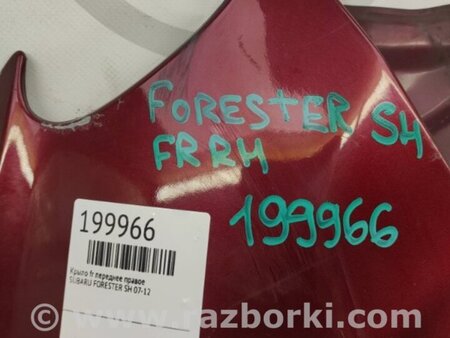 FORESTER SH
FR RH
199966
199966
Крыло fr переднее правое
SUBARU FORESTER SH 07-12
www.razborki.com